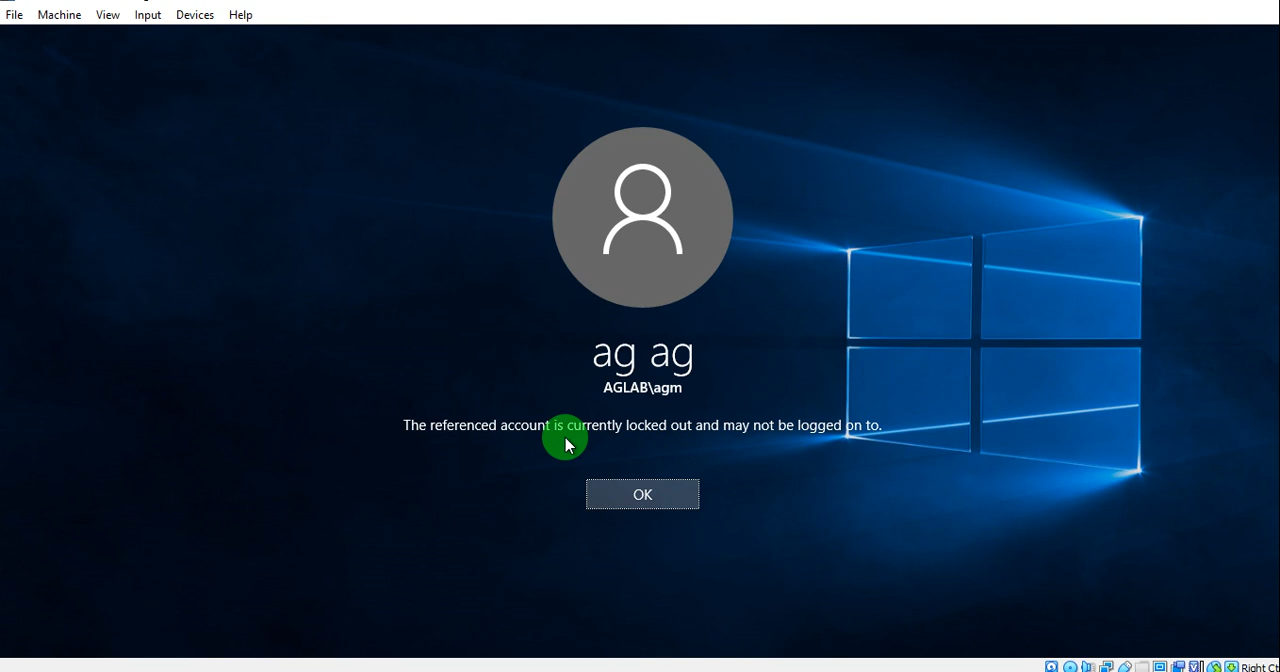 File Machine View Input Devices Help
ag ag
AGLAB\agm
The referenced account is currently locked out and may not be logged on to.
OK
Right Ct